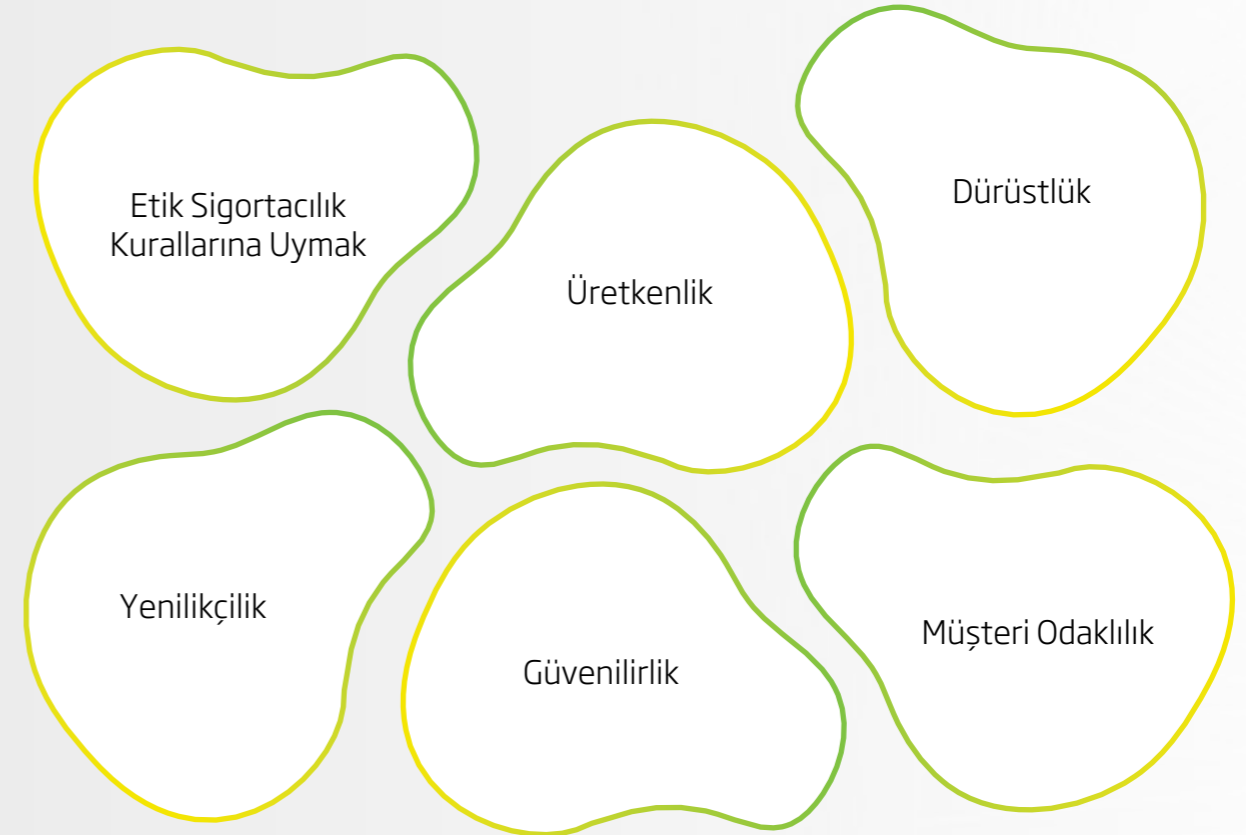 Etik Sigortacılık
Kurallarına Uymak
Üretkenlik
Dürüstlük
Yenilikçilik
Güvenilirlik
Müşteri Odaklılık